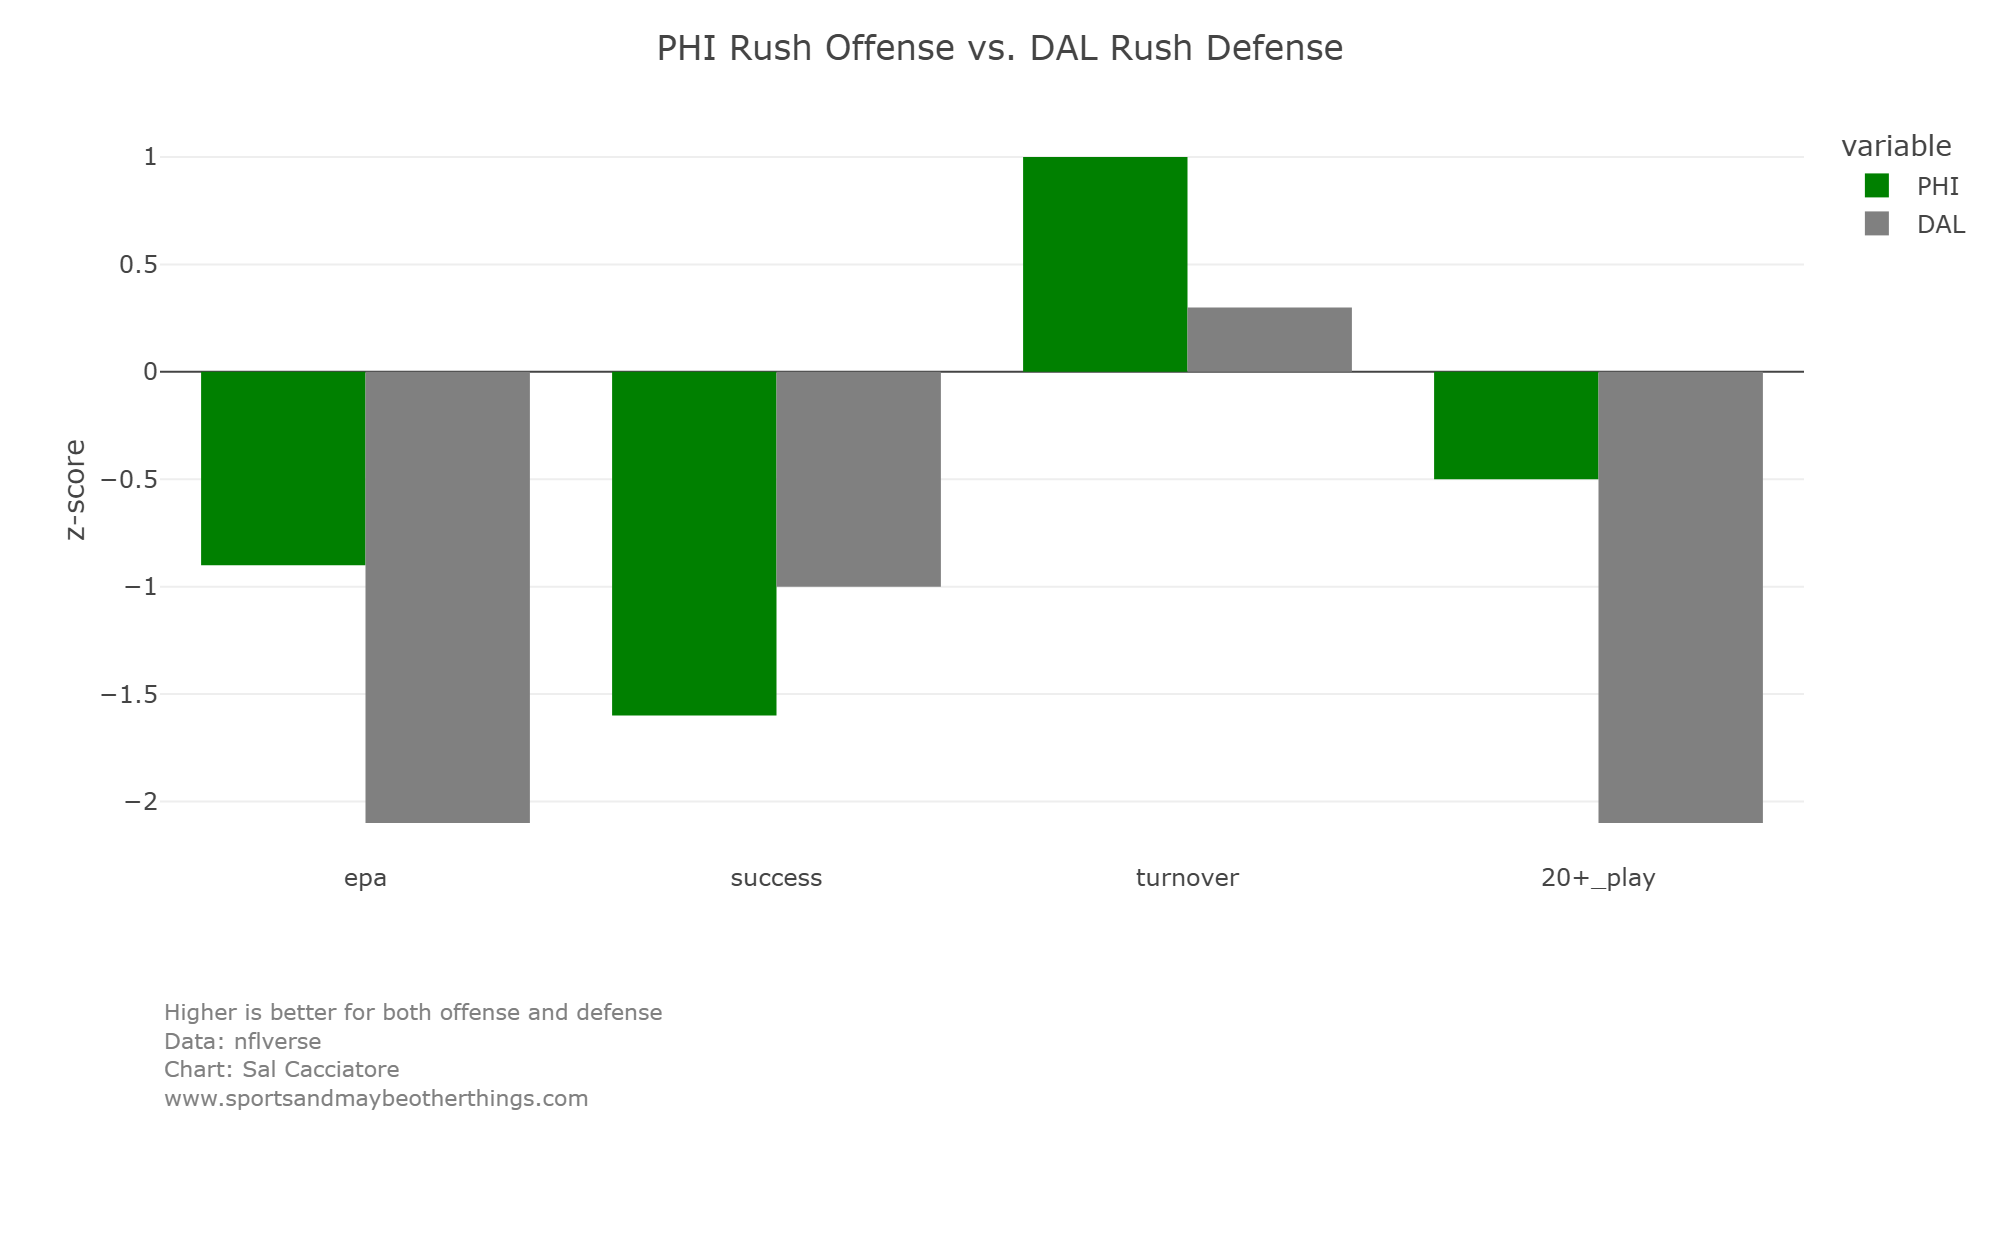 PHI Rush Offense vs. DAL Rush Defense
variable
PHI
DAL
1
0.5
0
−0.5
−1
−1.5
−2
z-score
epa
success
turnover
20+_play
Higher is better for both offense and defense
Data: nflverse
Chart: Sal Cacciatore
www.sportsandmaybeotherthings.com